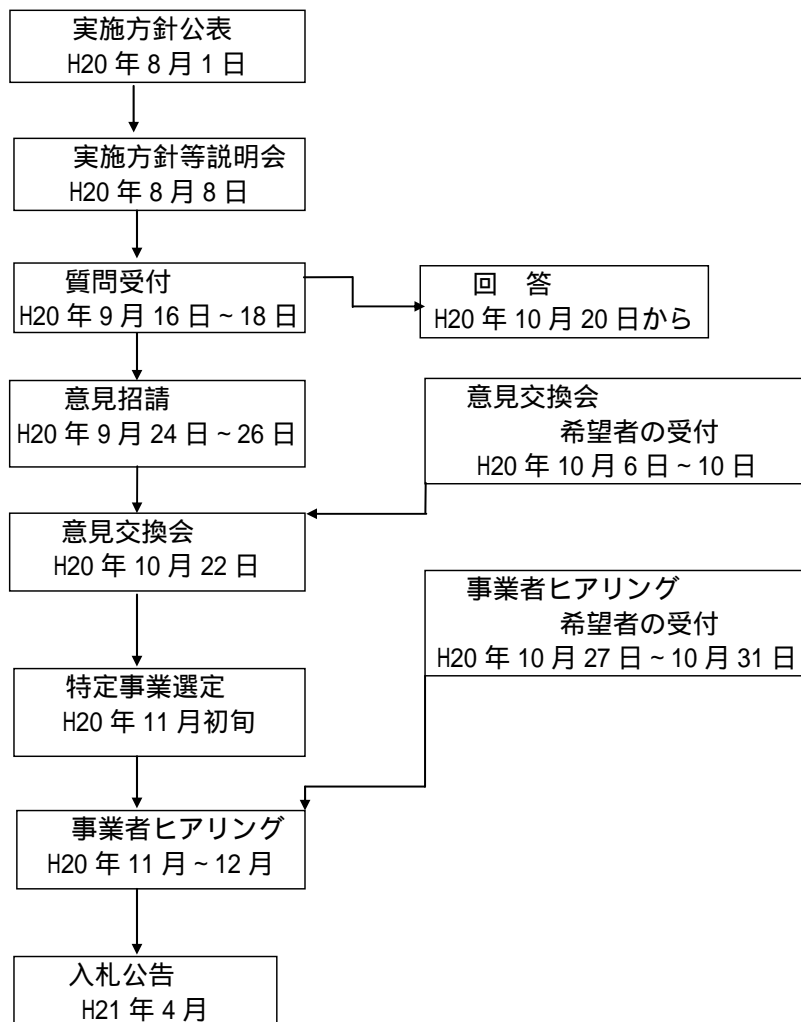 実施方針公表
H20 年 8 月 1 日
実施方針等説明会
H20 年 8 月 8 日
質問受付
H20 年 9 月 16 日 ~ 18 日
回　答
H20 年 10 月 20 日から
意見招請
H20 年 9 月 24 日 ~ 26 日
意見交換会
希望者の受付
H20 年 10 月 6 日 ~ 10 日
意見交換会
H20 年 10 月 22 日
事業者ヒアリング
希望者の受付
H20 年 10 月 27 日 ~ 10 月 31 日
特定事業選定
H20 年 11 月初旬
事業者ヒアリング
H20 年 11 月 ~ 12 月
入札公告
H21 年 4 月